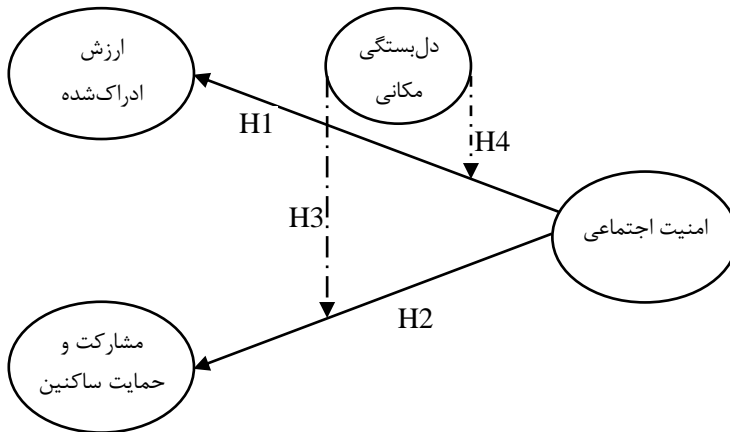 ارزش
ادراک‌شده
دل‌بستگی
مکانی
H1
H4
H3
امنیت اجتماعی
H2
مشارکت و
حمایت ساکنین